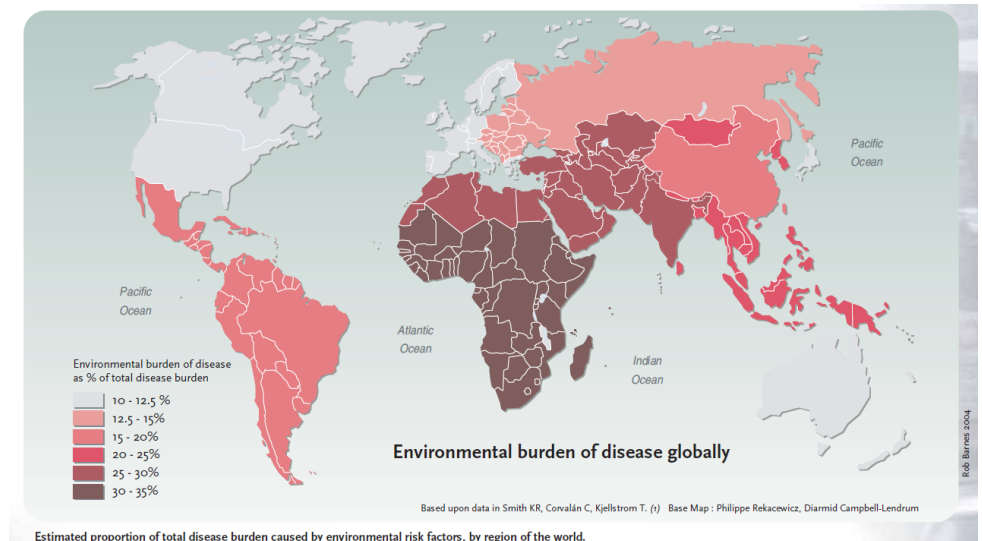 Pacific
Ocean
Pacific
Ocean
Atlantic
Ocean
Indian
Ocean
Environmental burden of disease
as % of total disease burden
10 - 12.5 %
12.5 - 15%
15 - 20%
20 - 25%
25 - 30%
30 - 35%
Environmental burden of disease globally
Rob Barnes 2004
Based upon data in Smith KR, Corvalán C, Kjellstrom T. (1) Base Map : Philippe Rekacewicz, Diarmid Campbell-Lendrum
Estimated proportion of total disease burden caused by environmental risk factors, by region of the world.